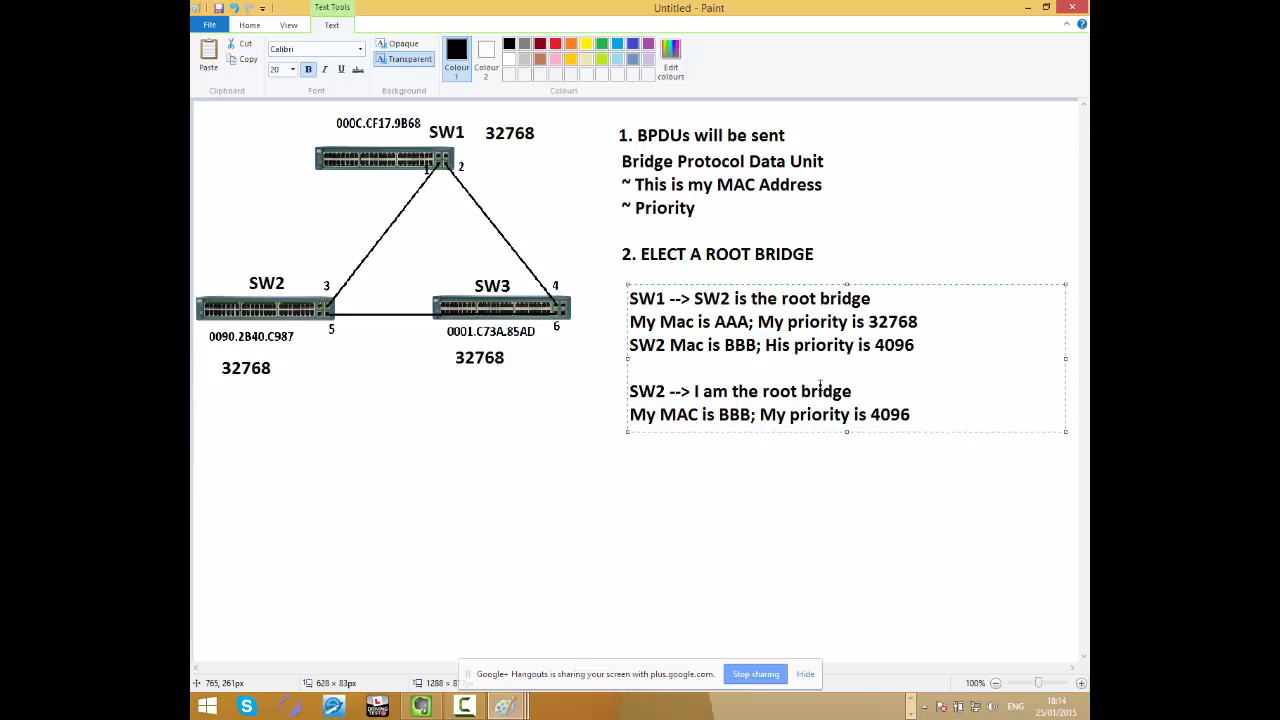 Text Tools
Untitled - Paint
File
Home
View
Text
Paste
Cut
Copy
Clipboard
Calibri
20
B I U abc
Font
Opaque
Transparent
Background
Colour 1
Colour 2
Edit colours
Colours
000C.CF17.9B68
SW1
32768
1
2
SW2
3
SW3
4
5
6
0090.2B40.C987
0001.C73A.85AD
32768
32768
1. BPDUs will be sent
Bridge Protocol Data Unit
~ This is my MAC Address
~ Priority
2. ELECT A ROOT BRIDGE
SW1 --> SW2 is the root bridge
My Mac is AAA; My priority is 32768
SW2 Mac is BBB; His priority is 4096
SW2 --> I am the root bridge
My MAC is BBB; My priority is 4096
Google+ Hangouts is sharing your screen with plus.google.com.
Stop sharing
Hide
765, 261px
628 × 83px
100%
ENG
18:14
25/01/2015